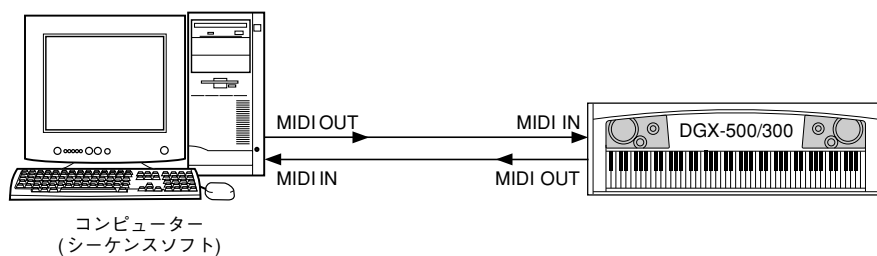 MIDI OUT MIDI IN
DGX-500/300
MIDI IN MIDI OUT
コンピューター
(シーケンスソフト)